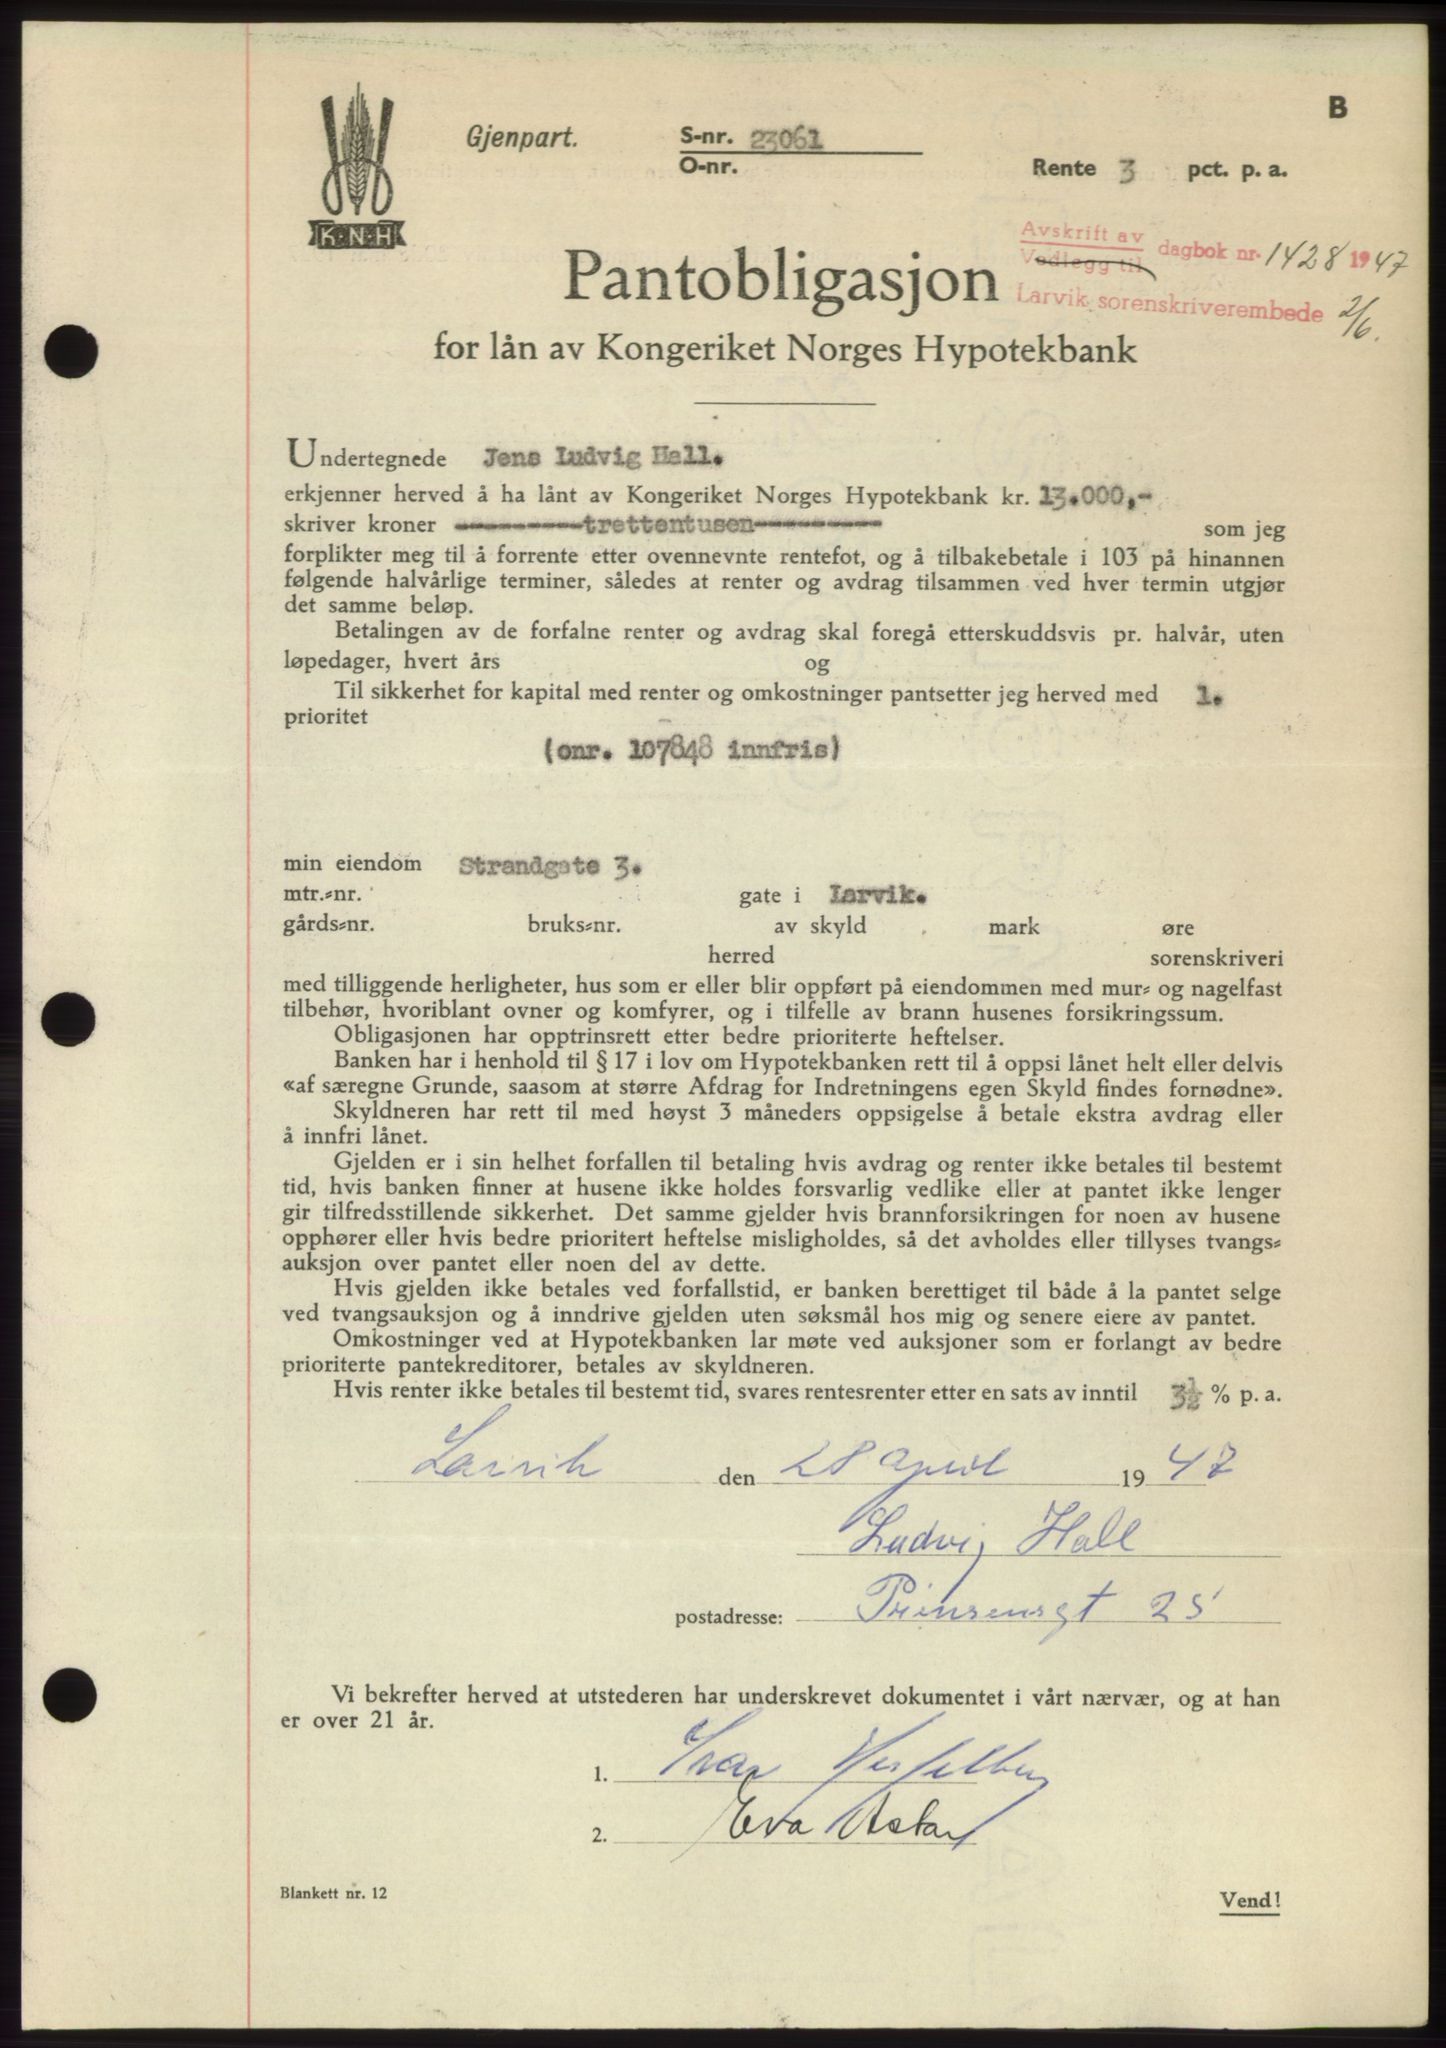 B
Gjenpart.
S-nr. 23061
O-nr.
Rente 3 pct. p. a.
K·N·H
Avskrift av
Vedlegg til
dagbok nr. 1428 1947
Larvik sorenskriverembede 2/6.
Pantobligasjon
for lån av Kongeriket Norges Hypotekbank
Undertegnede Jens Ludvig Hall.
erkjenner herved å ha lånt av Kongeriket Norges Hypotekbank kr. 13.000,-
skriver kroner ----------trettentusen---------- som jeg
forplikter meg til å forrente etter ovennevnte rentefot, og å tilbakebetale i 103 på hinannen
følgende halvårlige terminer, således at renter og avdrag tilsammen ved hver termin utgjør
det samme beløp.
Betalingen av de forfalne renter og avdrag skal foregå etterskuddsvis pr. halvår, uten
løpedager, hvert års og
Til sikkerhet for kapital med renter og omkostninger pantsetter jeg herved med 1.
prioritet
(onr. 107848 innfris)
min eiendom Strandgate 3.
mtr.-nr. gate i Larvik.
gårds-nr. bruks-nr. av skyld mark øre
herred sorenskriveri
med tilliggende herligheter, hus som er eller blir oppført på eiendommen med mur- og nagelfast
tilbehør, hvoriblant ovner og komfyrer, og i tilfelle av brann husenes forsikringssum.
Obligasjonen har opptrinsrett etter bedre prioriterte heftelser.
Banken har i henhold til § 17 i lov om Hypotekbanken rett til å oppsi lånet helt eller delvis
«af særegne Grunde, saasom at større Afdrag for Indretningens egen Skyld findes fornødne».
Skyldneren har rett til med høyst 3 måneders oppsigelse å betale ekstra avdrag eller
å innfri lånet.
Gjelden er i sin helhet forfallen til betaling hvis avdrag og renter ikke betales til bestemt
tid, hvis banken finner at husene ikke holdes forsvarlig vedlike eller at pantet ikke lenger
gir tilfredsstillende sikkerhet. Det samme gjelder hvis brannforsikringen for noen av husene
opphører eller hvis bedre prioritert heftelse misligholdes, så det avholdes eller tillyses tvangs-
auksjon over pantet eller noen del av dette.
Hvis gjelden ikke betales ved forfallstid, er banken berettiget til både å la pantet selge
ved tvangsauksjon og å inndrive gjelden uten søksmål hos mig og senere eiere av pantet.
Omkostninger ved at Hypotekbanken lar møte ved auksjoner som er forlangt av bedre
prioriterte pantekreditorer, betales av skyldneren.
Hvis renter ikke betales til bestemt tid, svares rentesrenter etter en sats av inntil 3½ % p. a.
Larvik den 28 april 1947
Ludvig Hall
postadresse: Prinsensgt 25
Vi bekrefter herved at utstederen har underskrevet dokumentet i vårt nærvær, og at han
er over 21 år.
1. Ivar
2. Eva
Blankett nr. 12
Vend!